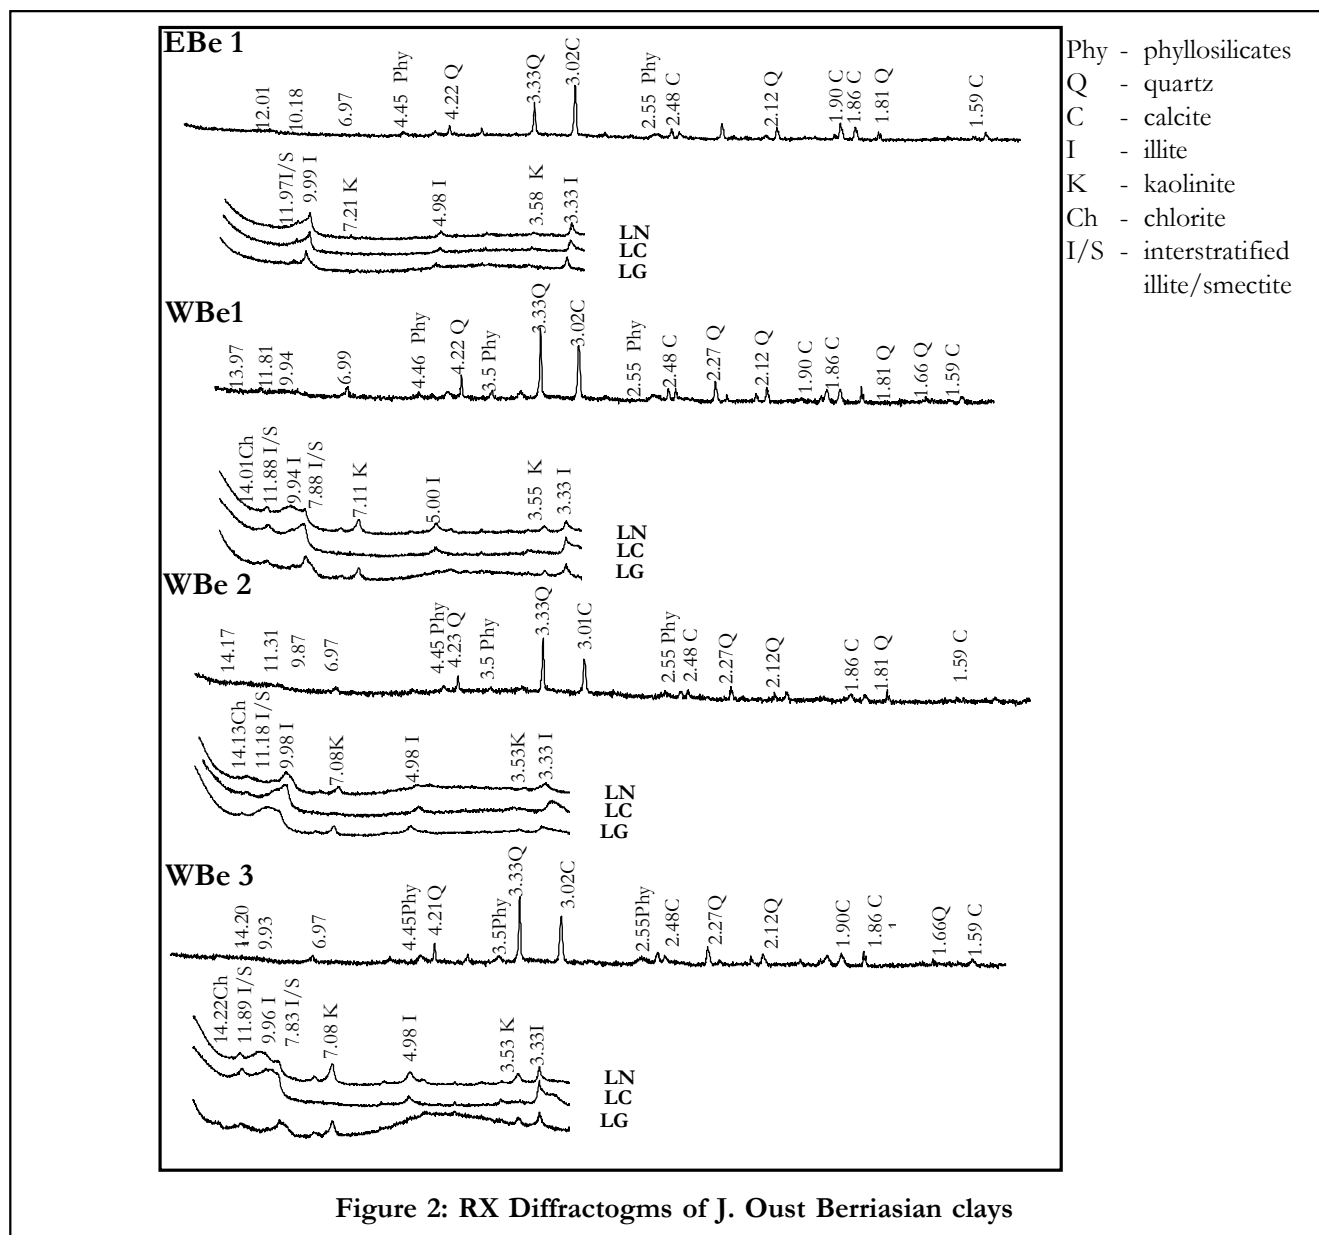 EBe 1
12.01 10.18 6.97 4.45 Phy 4.22 Q 3.33Q 3.02C 2.55 Phy 2.48 C 2.12 Q 1.90 C 1.86 C 1.81 Q 1.59 C
11.97I/S 9.99 I 7.21 K 4.98 I 3.58 K 3.33 I
LN
LC
LG
WBe1
13.97 11.81 9.94 6.99 4.46 Phy 4.22 Q 3.5 Phy 3.33Q 3.02C 2.55 Phy 2.48 C 2.27 Q 2.12 Q 1.90 C 1.86 C 1.81 Q 1.66 Q 1.59 C
14.01Ch 11.88 I/S 9.94 I 7.88 I/S 7.11 K 5.00 I 3.55 K 3.33 I
LN
LC
LG
WBe 2
14.17 11.31 9.87 6.97 4.45 Phy 4.23 Q 3.5 Phy 3.33Q 3.01C 2.55 Phy 2.48 C 2.27Q 2.12Q 1.86 C 1.81 Q 1.59 C
14.13Ch 11.18 I/S 9.98 I 7.08K 4.98 I 3.53K 3.33 I
LN
LC
LG
WBe 3
14.20 9.93 6.97 4.45Phy 4.21Q 3.5Phy 3.33Q 3.02C 2.55Phy 2.48C 2.27Q 2.12Q 1.90C 1.86 C 1 1.66Q 1.59 C
14.22Ch 11.89 I/S 9.96 I 7.83 I/S 7.08 K 4.98 I 3.53 K 3.33I
LN
LC
LG
Phy - phyllosilicates
Q - quartz
C - calcite
I - illite
K - kaolinite
Ch - chlorite
I/S - interstratified
illite/smectite
Figure 2: RX Diffractogms of J. Oust Berriasian clays